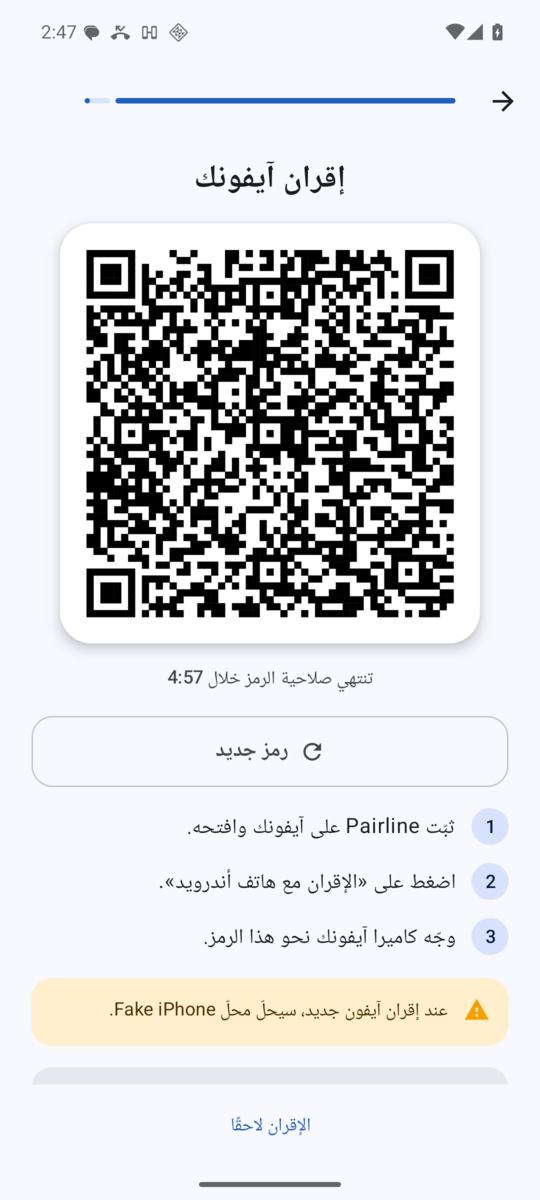 2:47
إقران آيفونك
تنتهي صلاحية الرمز خلال 4:57
رمز جديد
1 ثبّت Pairline على آيفونك وافتحه.
2 اضغط على «الإقران مع هاتف أندرويد».
3 وجّه كاميرا آيفونك نحو هذا الرمز.
عند إقران آيفون جديد، سيحلّ محلّ Fake iPhone.
الإقران لاحقًا